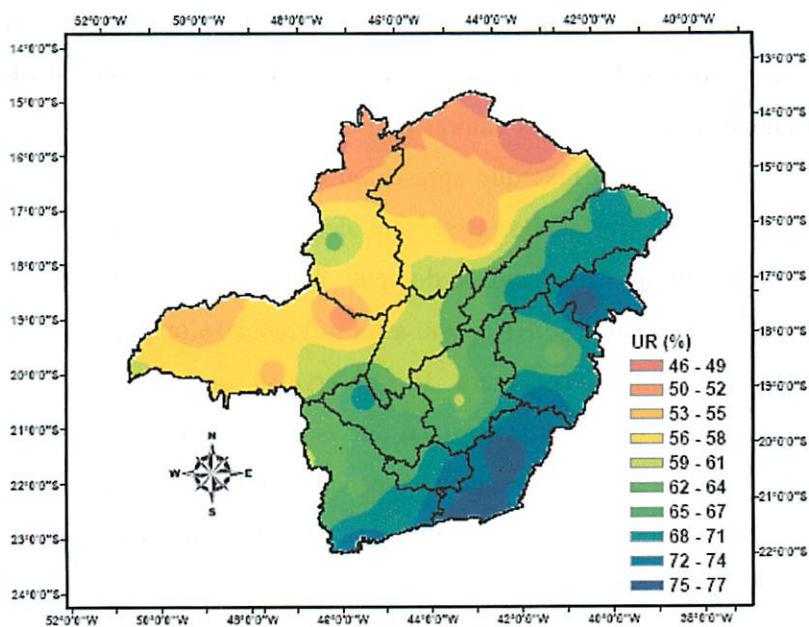 52°0'0"W 50°0'0"W 48°0'0"W 46°0'0"W 44°0'0"W 42°0'0"W 40°0'0"W
14°0'0"S
15°0'0"S
16°0'0"S
17°0'0"S
18°0'0"S
19°0'0"S
20°0'0"S
21°0'0"S
22°0'0"S
23°0'0"S
24°0'0"S
13°0'0"S
14°0'0"S
15°0'0"S
16°0'0"S
17°0'0"S
18°0'0"S
19°0'0"S
20°0'0"S
21°0'0"S
22°0'0"S
N
W E
S
UR (%)
46 - 49
50 - 52
53 - 55
56 - 58
59 - 61
62 - 64
65 - 67
68 - 71
72 - 74
75 - 77
52°0'0"W 50°0'0"W 48°0'0"W 46°0'0"W 44°0'0"W 42°0'0"W 40°0'0"W